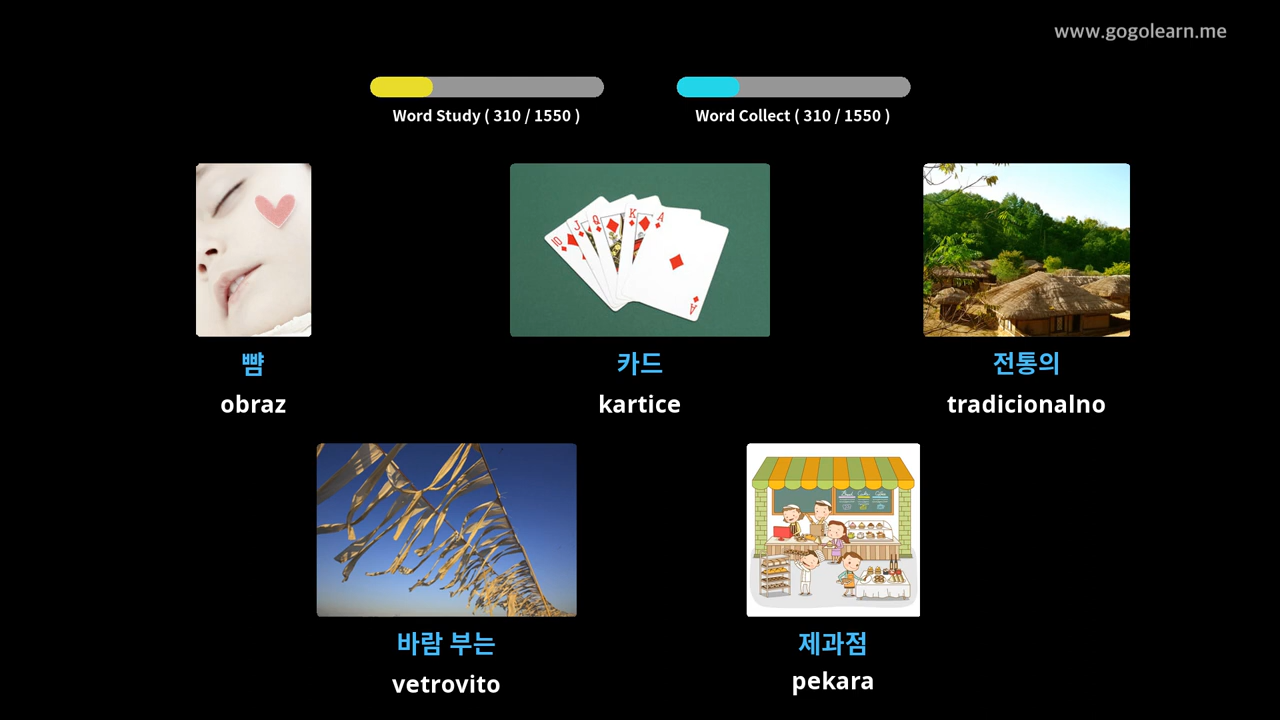 www.gogolearn.me
Word Study ( 310 / 1550 )
Word Collect ( 310 / 1550 )
뺨
obraz
카드
kartice
전통의
tradicionalno
바람 부는
vetrovito
제과점
pekara